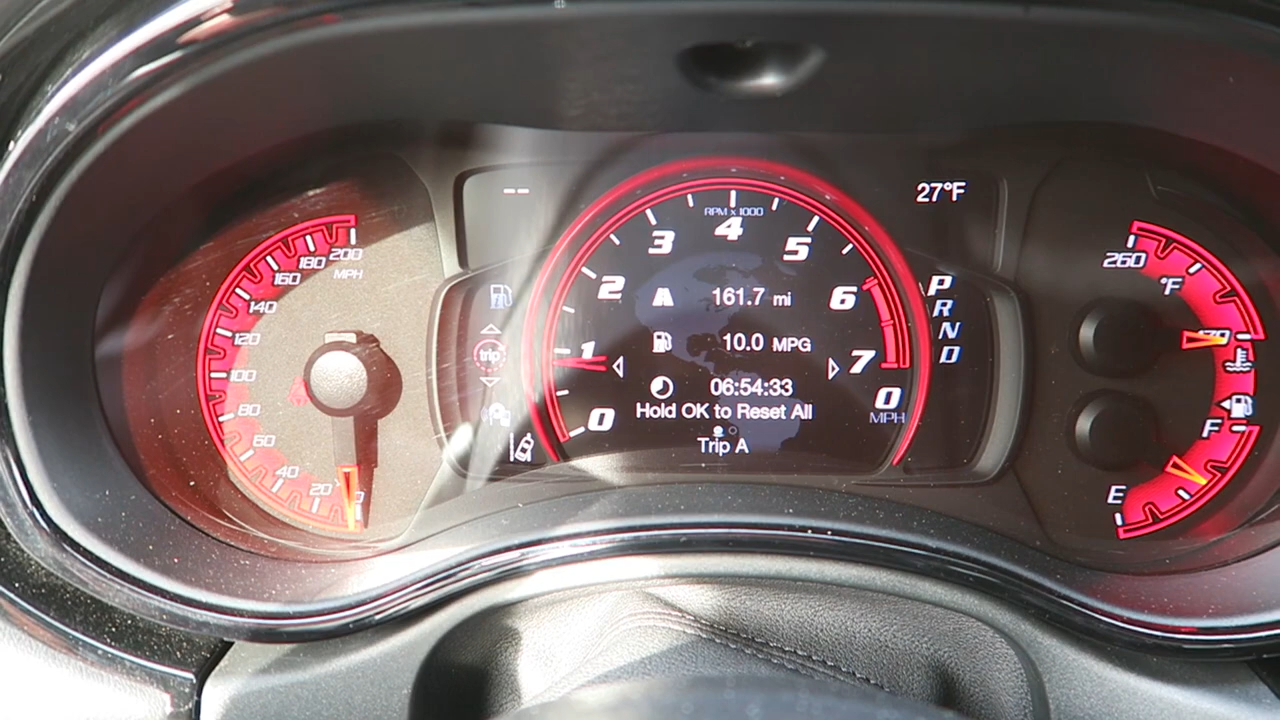 --
27°F
200
180
MPH
160
140
120
100
80
60
40
20
RPM x 1000
4
3
5
2
6
1
7
0
0
MPH
161.7 mi
10.0 MPG
06:54:33
Hold OK to Reset All
Trip A
trip
P
R
N
D
260
°F
F
E